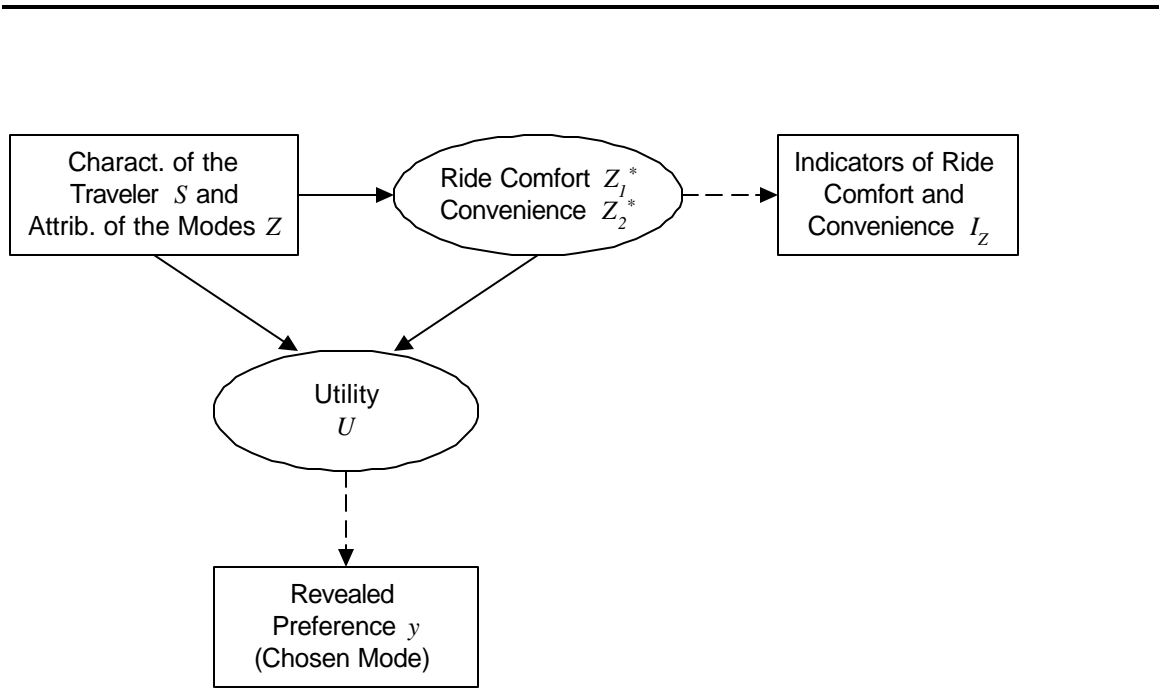 Charact. of the
Traveler S and
Attrib. of the Modes Z
Ride Comfort Z₁*
Convenience Z₂*
Indicators of Ride
Comfort and
Convenience I_Z
Utility
U
Revealed
Preference y
(Chosen Mode)